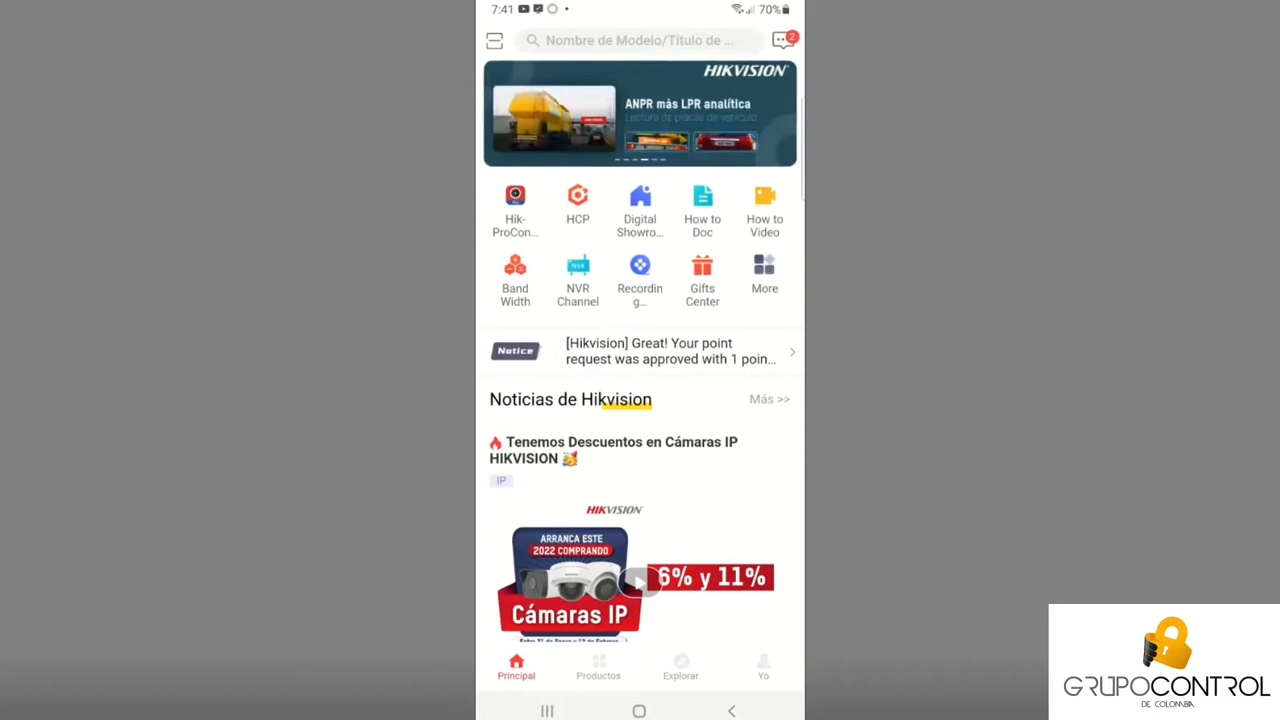 7:41
70%
Nombre de Modelo/Título de ...
2
HIKVISION
ANPR más LPR analítica
Lectura de placas de vehículo
Hik-
ProCon...
HCP
Digital
Showro...
How to
Doc
How to
Video
Band
Width
NVR
NVR
Channel
Recordin
g...
Gifts
Center
More
Notice
[Hikvision] Great! Your point
request was approved with 1 poin...
Noticias de Hikvision
Más >>
Tenemos Descuentos en Cámaras IP
HIKVISION
IP
HIKVISION
ARRANCA ESTE
2022 COMPRANDO
6% y 11%
Cámaras IP
Principal
Productos
Explorar
Yo
GRUPOCONTROL
DE COLOMBIA